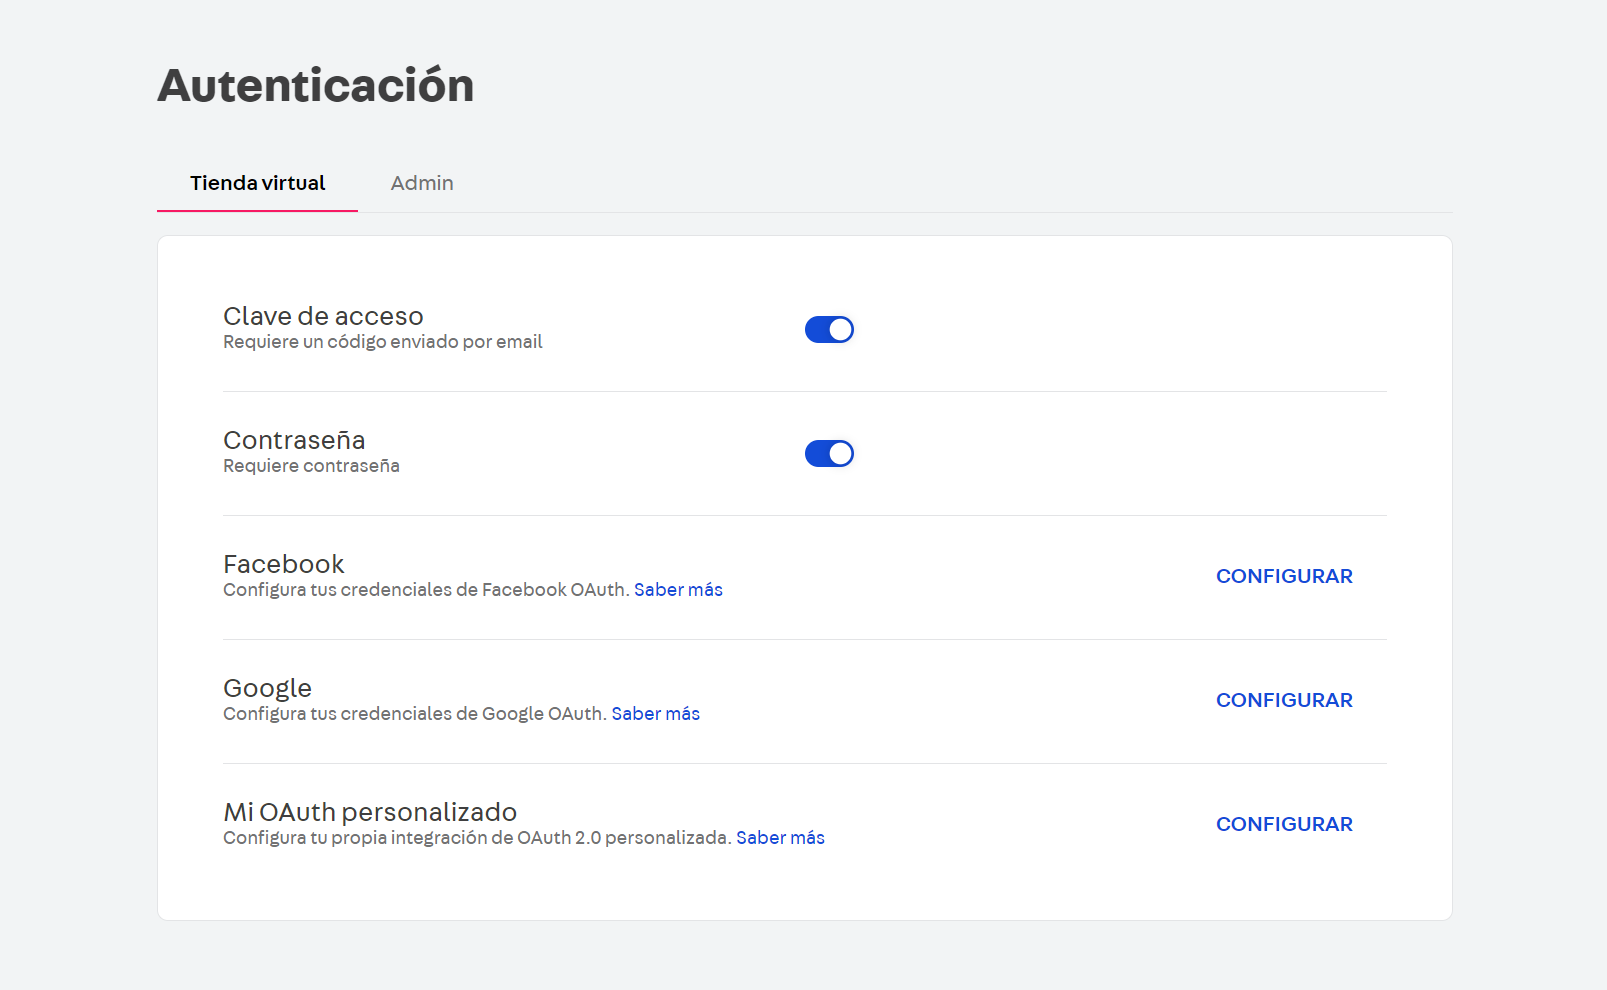 Autenticación
Tienda virtual Admin
Clave de acceso
Requiere un código enviado por email
Contraseña
Requiere contraseña
Facebook
Configura tus credenciales de Facebook OAuth. Saber más
CONFIGURAR
Google
Configura tus credenciales de Google OAuth. Saber más
CONFIGURAR
Mi OAuth personalizado
Configura tu propia integración de OAuth 2.0 personalizada. Saber más
CONFIGURAR